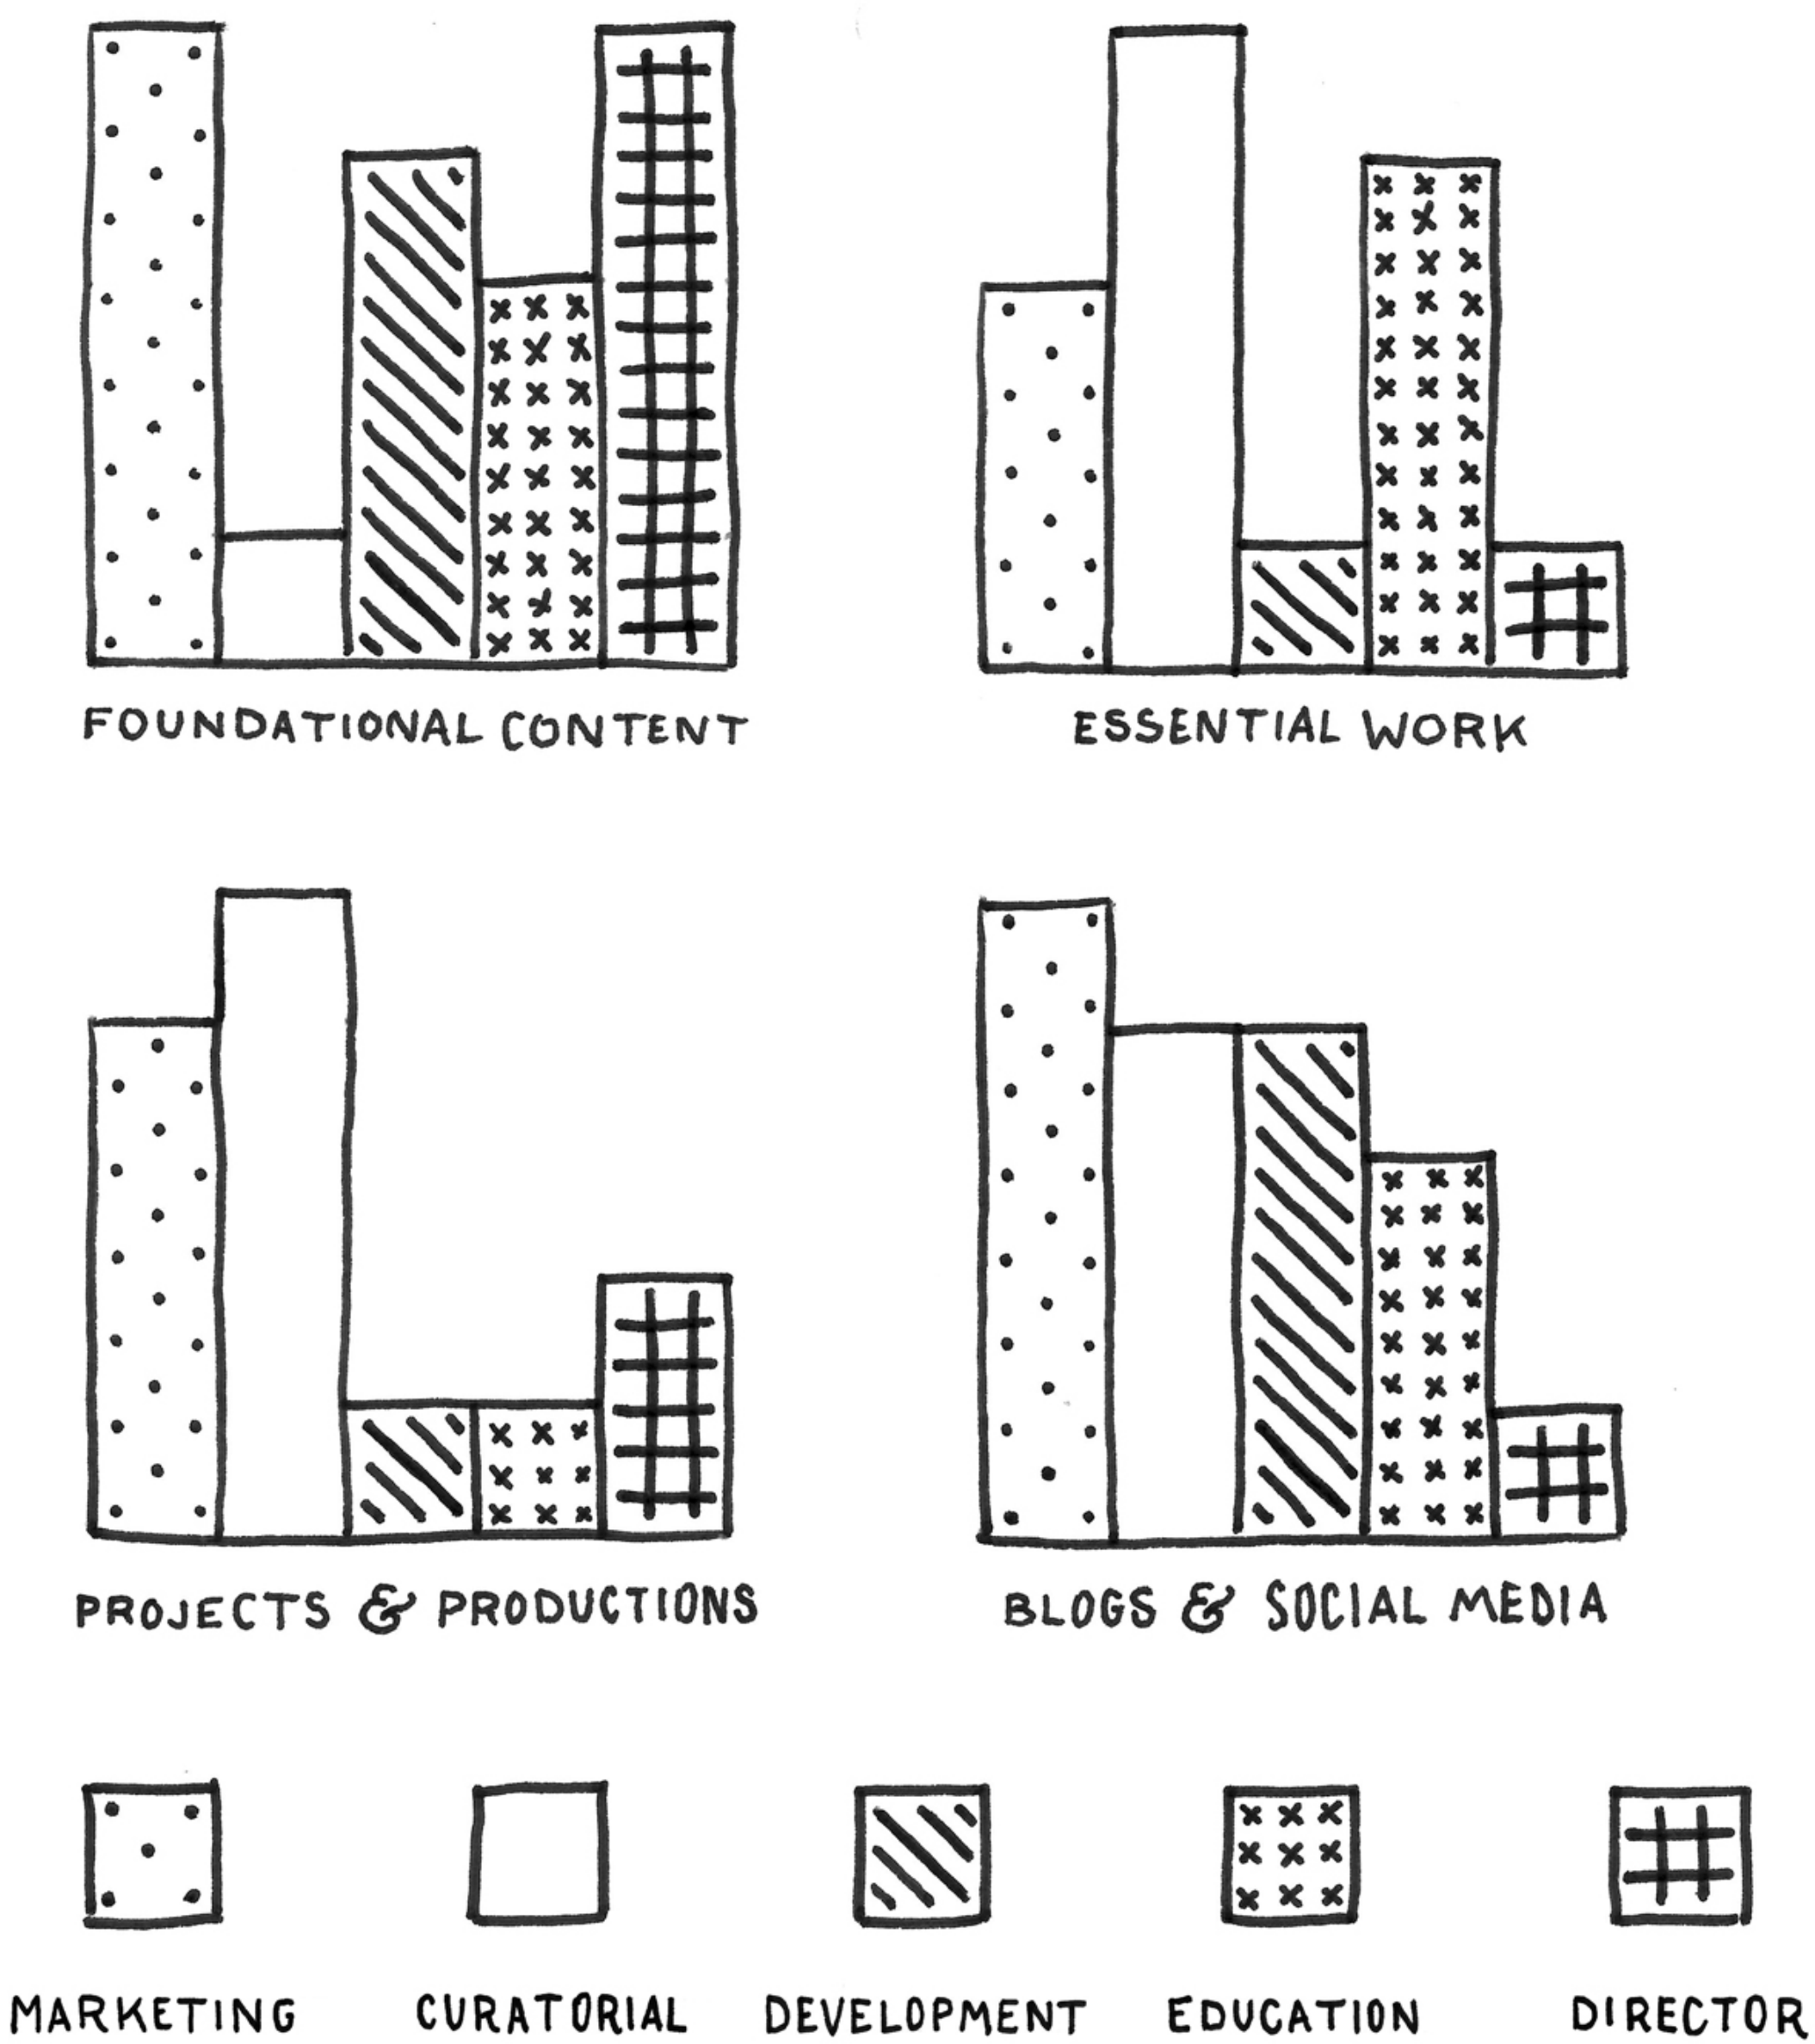 FOUNDATIONAL CONTENT
ESSENTIAL WORK
PROJECTS & PRODUCTIONS
BLOGS & SOCIAL MEDIA
MARKETING
CURATORIAL
DEVELOPMENT
EDUCATION
DIRECTOR